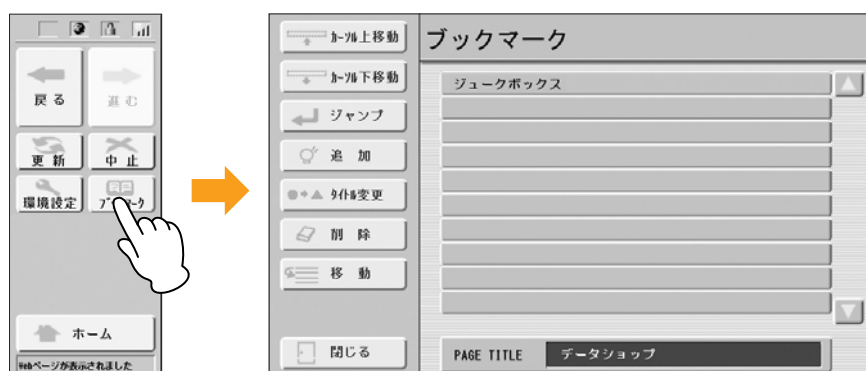 戻る
進む
更新
中止
環境設定
ブックマーク
ホーム
Webページが表示されました
ｶｰｿﾙ上移動
ｶｰｿﾙ下移動
ジャンプ
追 加
ﾀｲﾄﾙ変更
削 除
移 動
閉じる
ブックマーク
ジュークボックス
PAGE TITLE データショップ